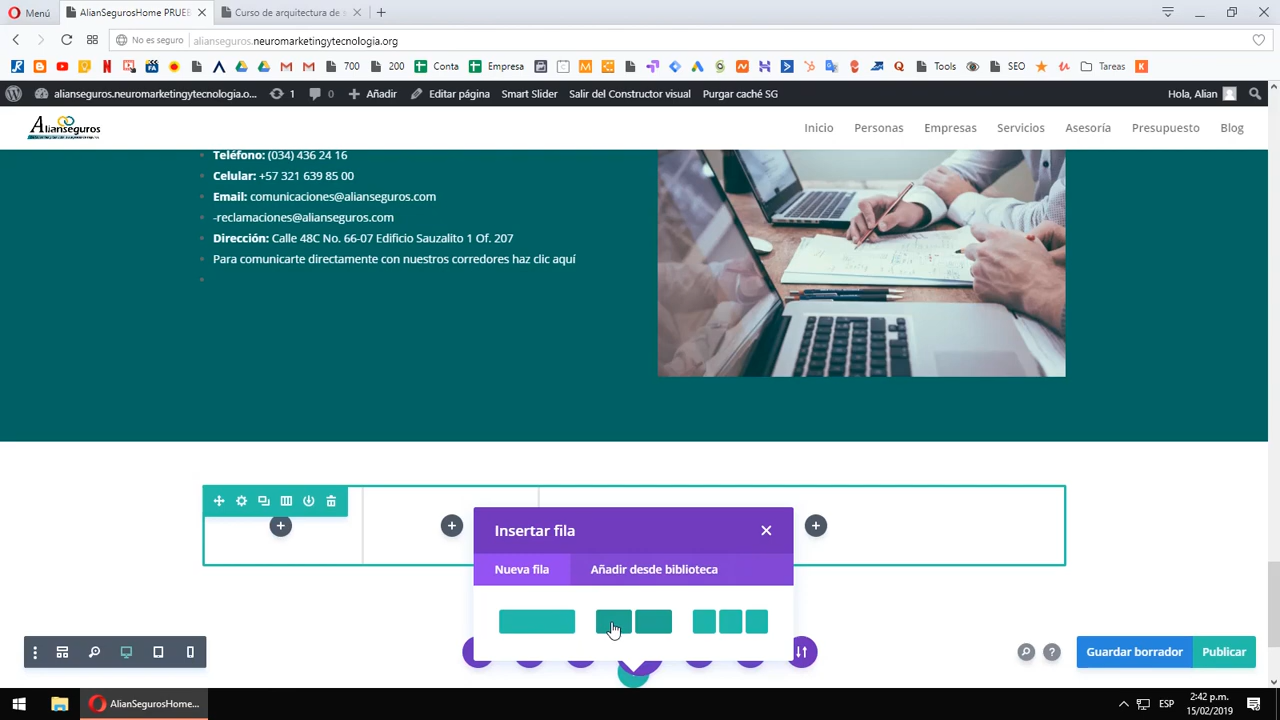 Menú
AlianSegurosHome PRUEB
Curso de arquitectura de s
No es seguro
alianseguros.neuromarketingytecnologia.org
700
200
Conta
Empresa
Tools
SEO
Tareas
alianseguros.neuromarketingytecnologia.o...
1
0
Añadir
Editar página
Smart Slider
Salir del Constructor visual
Purgar caché SG
Hola, Alian
Alianseguros
Inicio
Personas
Empresas
Servicios
Asesoría
Presupuesto
Blog
Teléfono: (034) 436 24 16
Celular: +57 321 639 85 00
Email: comunicaciones@alianseguros.com
-reclamaciones@alianseguros.com
Dirección: Calle 48C No. 66-07 Edificio Sauzalito 1 Of. 207
Para comunicarte directamente con nuestros corredores haz clic aquí
Insertar fila
Nueva fila
Añadir desde biblioteca
Guardar borrador
Publicar
AlianSegurosHome...
ESP
2:42 p.m.
15/02/2019